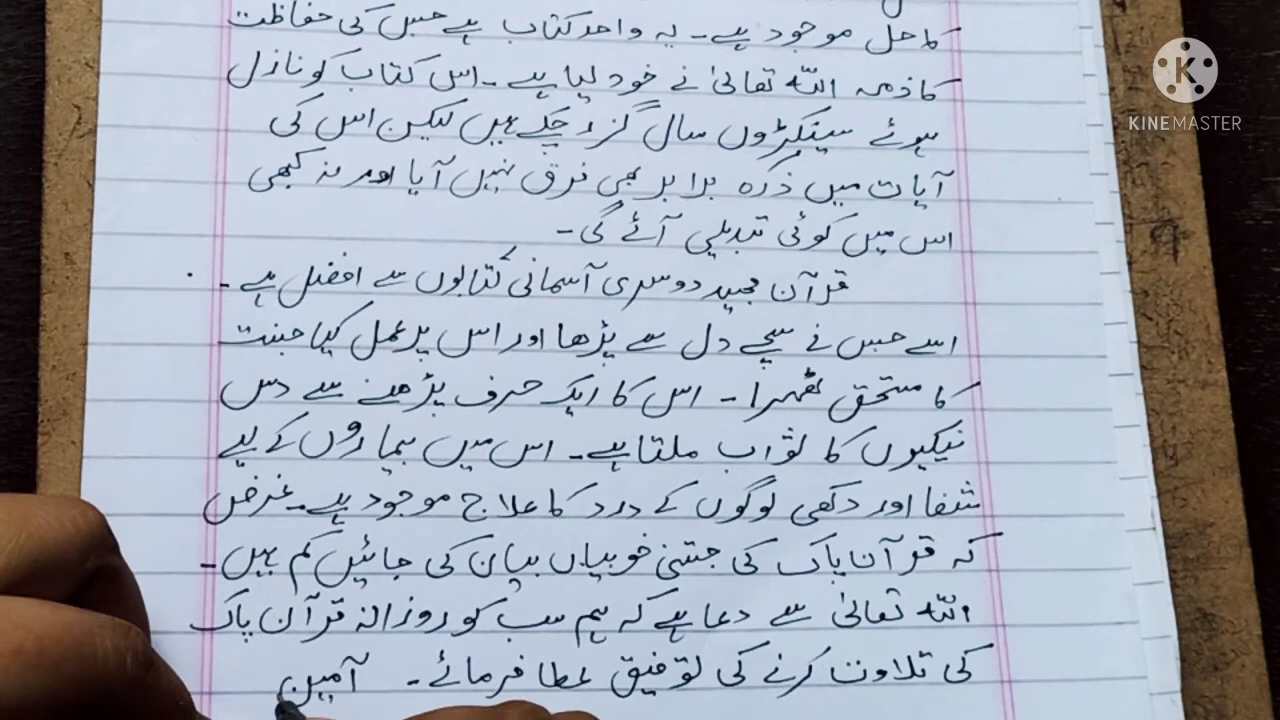 کا حل موجود ہے۔ یہ واحد کتاب ہے جس کی حفاظت
کا ذمہ اللہ تعالیٰ نے خود لیا ہے۔ اس کتاب کو نازل
ہوئے سینکڑوں سال گزر چکے ہیں لیکن اس کی
آیات میں ذرہ برابر بھی فرق نہیں آیا اور نہ کبھی
اس میں کوئی تبدیلی آئے گی۔
قرآن مجید دوسری آسمانی کتابوں سے افضل ہے۔
اسے جس نے سچے دل سے پڑھا اور اس پر عمل کیا جنت
کا مستحق ٹھہرا۔ اس کا ایک حرف پڑھنے سے دس
نیکیوں کا ثواب ملتا ہے۔ اس میں بیماروں کے لیے
شفا اور دکھی لوگوں کے درد کا علاج موجود ہے۔ غرض
کہ قرآن پاک کی جتنی خوبیاں بیان کی جائیں کم ہیں۔
اللہ تعالیٰ سے دعا ہے کہ ہم سب کو روزانہ قرآن پاک
کی تلاوت کرنے کی توفیق عطا فرمائے۔ آمین
K
KINEMASTER